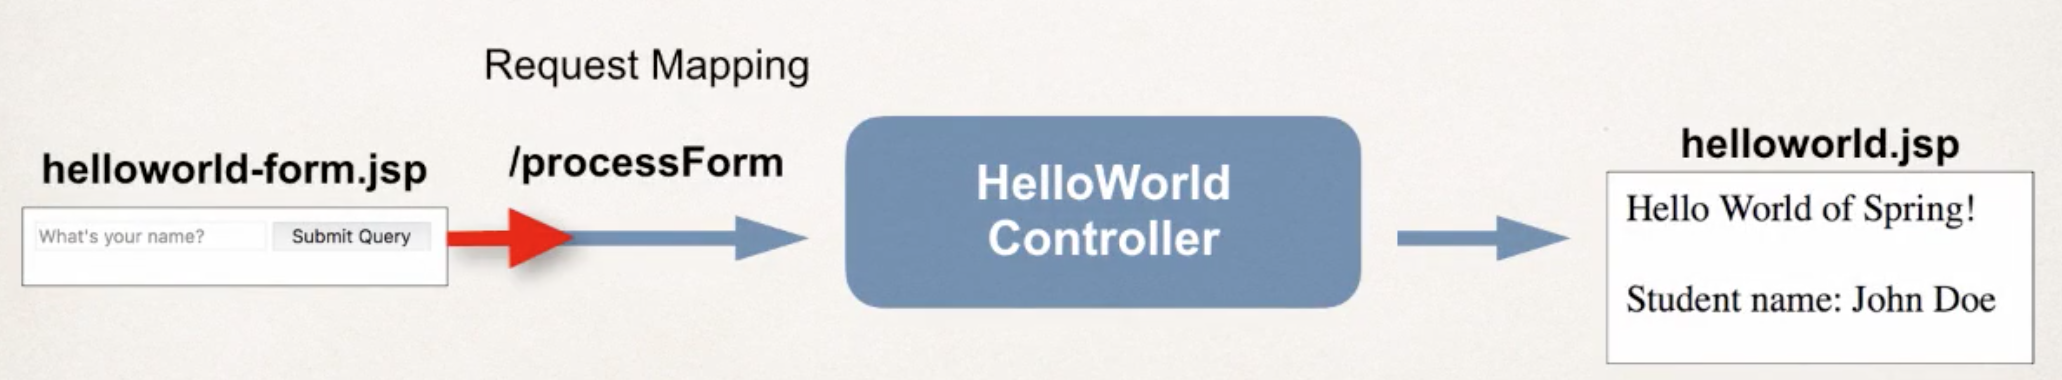 Request Mapping
helloworld-form.jsp
/processForm
What's your name?
Submit Query
HelloWorld
Controller
helloworld.jsp
Hello World of Spring!
Student name: John Doe